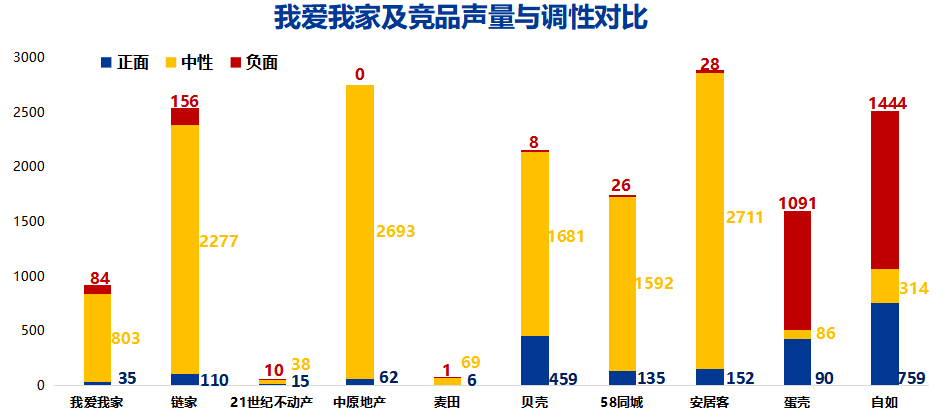 我爱我家及竞品声量与调性对比
3000 正面 中性 负面
2500
2000
1500
1000
500
0
84 803 35
156 2277 110
10 38 15
0 2693 62
1 69 6
8 1681 459
26 1592 135
28 2711 152
1091 86 90
1444 314 759
我爱我家 链家 21世纪不动产 中原地产 麦田 贝壳 58同城 安居客 蛋壳 自如